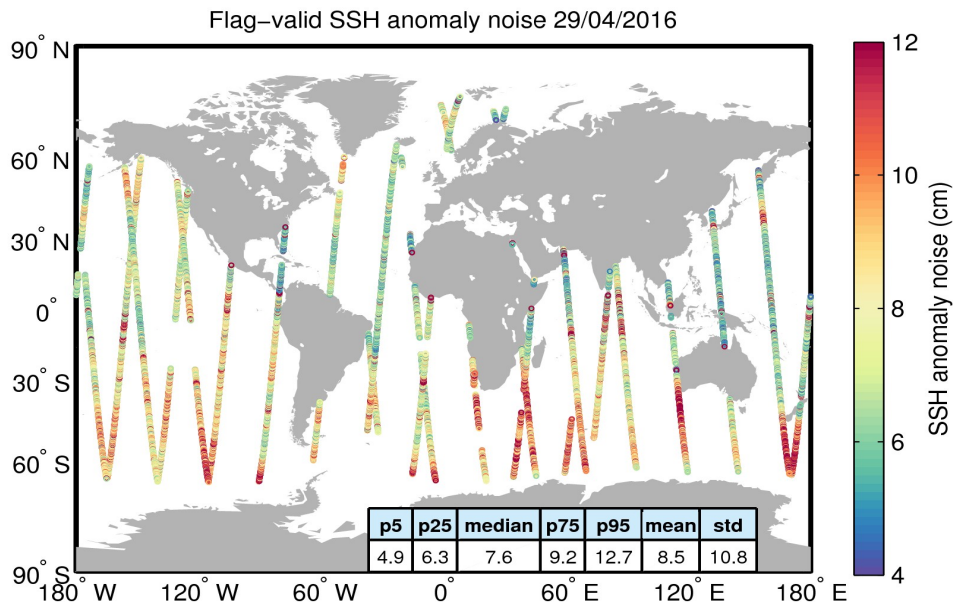 Flag−valid SSH anomaly noise 29/04/2016
90° N
60° N
30° N
0°
30° S
60° S
90° S
180° W
120° W
60° W
0°
60° E
120° E
180° E
p5 p25 median p75 p95 mean std
4.9 6.3 7.6 9.2 12.7 8.5 10.8
12
10
8
6
4
SSH anomaly noise (cm)